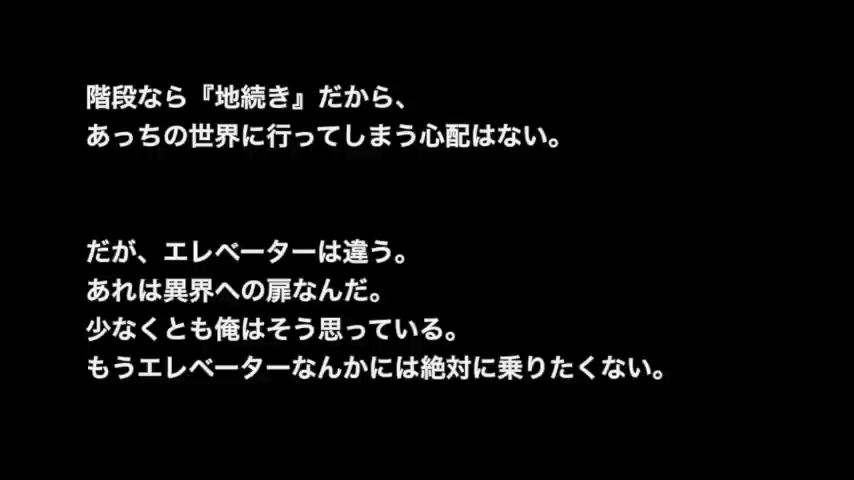 階段なら『地続き』だから、
あっちの世界に行ってしまう心配はない。
だが、エレベーターは違う。
あれは異界への扉なんだ。
少なくとも俺はそう思っている。
もうエレベーターなんかには絶対に乗りたくない。